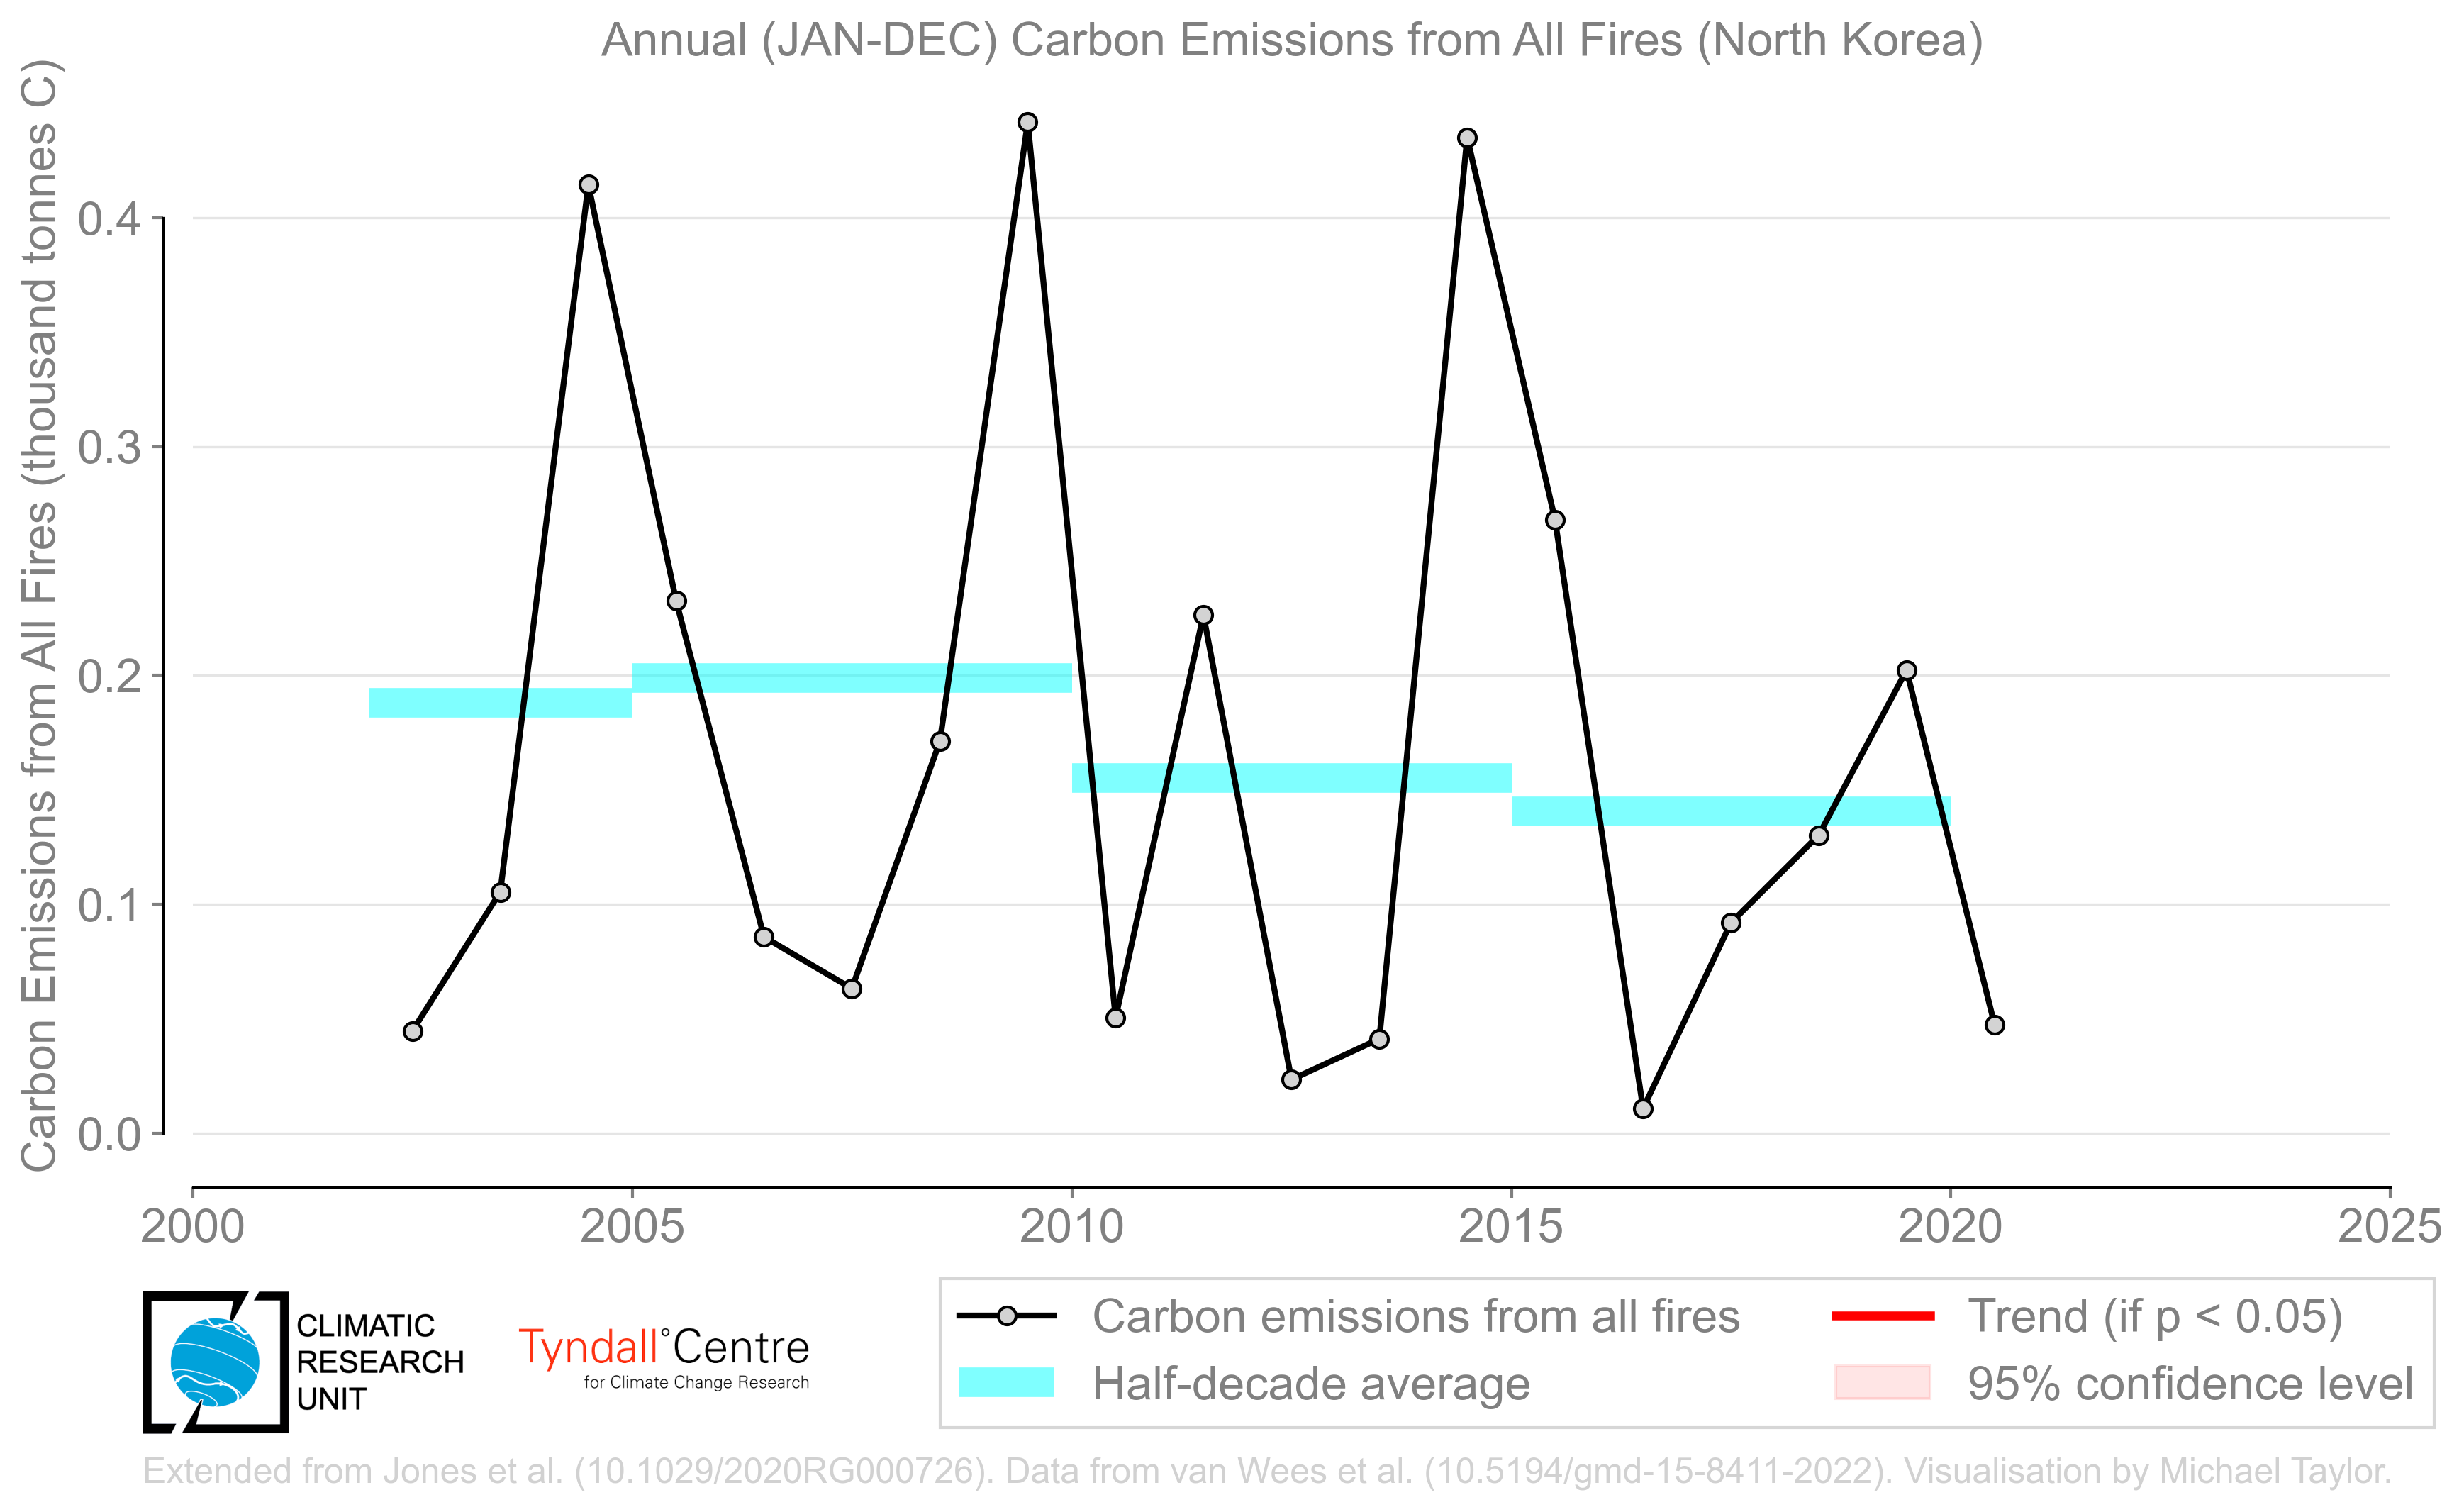 Annual (JAN-DEC) Carbon Emissions from All Fires (North Korea)
Carbon Emissions from All Fires (thousand tonnes C)
0.4
0.3
0.2
0.1
0.0
2000 2005 2010 2015 2020 2025
CLIMATIC
RESEARCH
UNIT
Tyndall°Centre
for Climate Change Research
Carbon emissions from all fires
Half-decade average
Trend (if p < 0.05)
95% confidence level
Extended from Jones et al. (10.1029/2020RG000726). Data from van Wees et al. (10.5194/gmd-15-8411-2022). Visualisation by Michael Taylor.